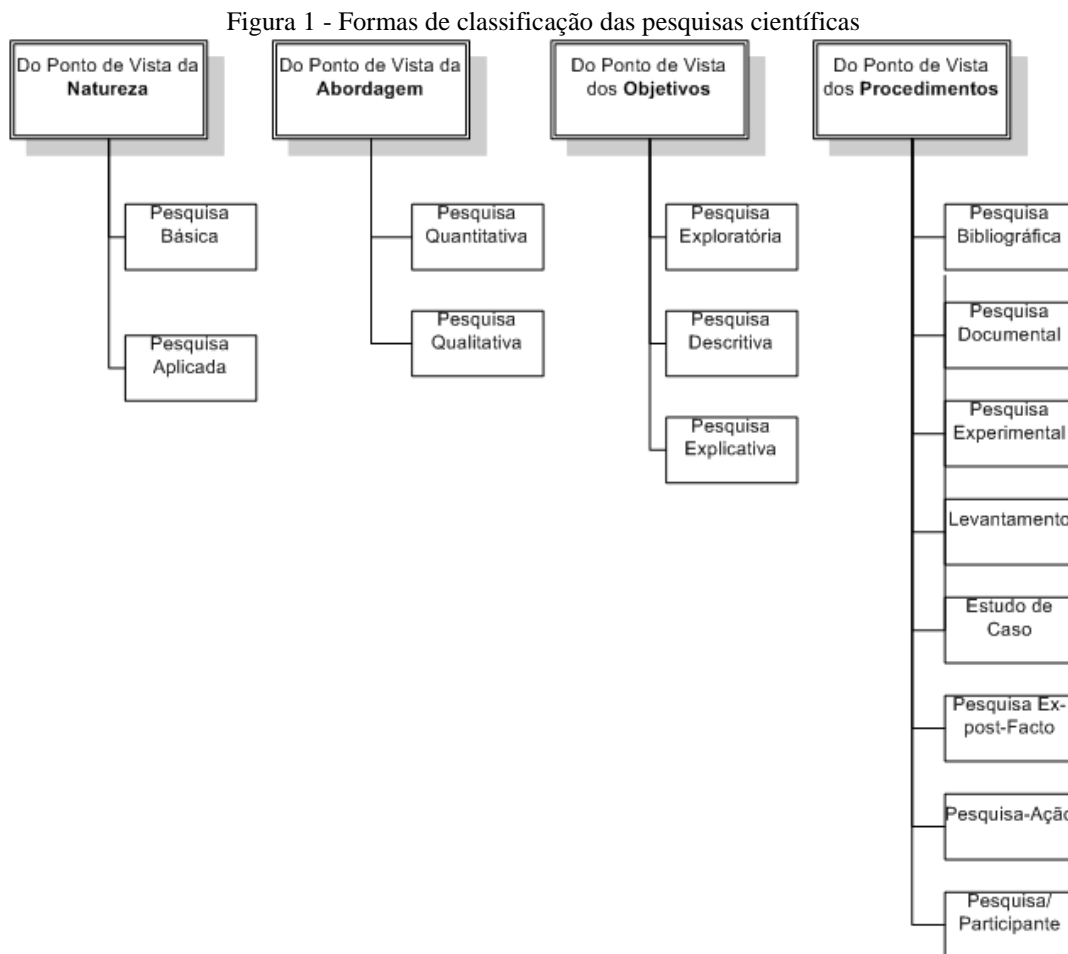 Figura 1 - Formas de classificação das pesquisas científicas
Do Ponto de Vista da
Natureza
Pesquisa
Básica
Pesquisa
Aplicada
Do Ponto de Vista da
Abordagem
Pesquisa
Quantitativa
Pesquisa
Qualitativa
Do Ponto de Vista
dos Objetivos
Pesquisa
Exploratória
Pesquisa
Descritiva
Pesquisa
Explicativa
Do Ponto de Vista
dos Procedimentos
Pesquisa
Bibliográfica
Pesquisa
Documental
Pesquisa
Experimental
Levantamento
Estudo de
Caso
Pesquisa Ex-
post-Facto
Pesquisa-Ação
Pesquisa/
Participante